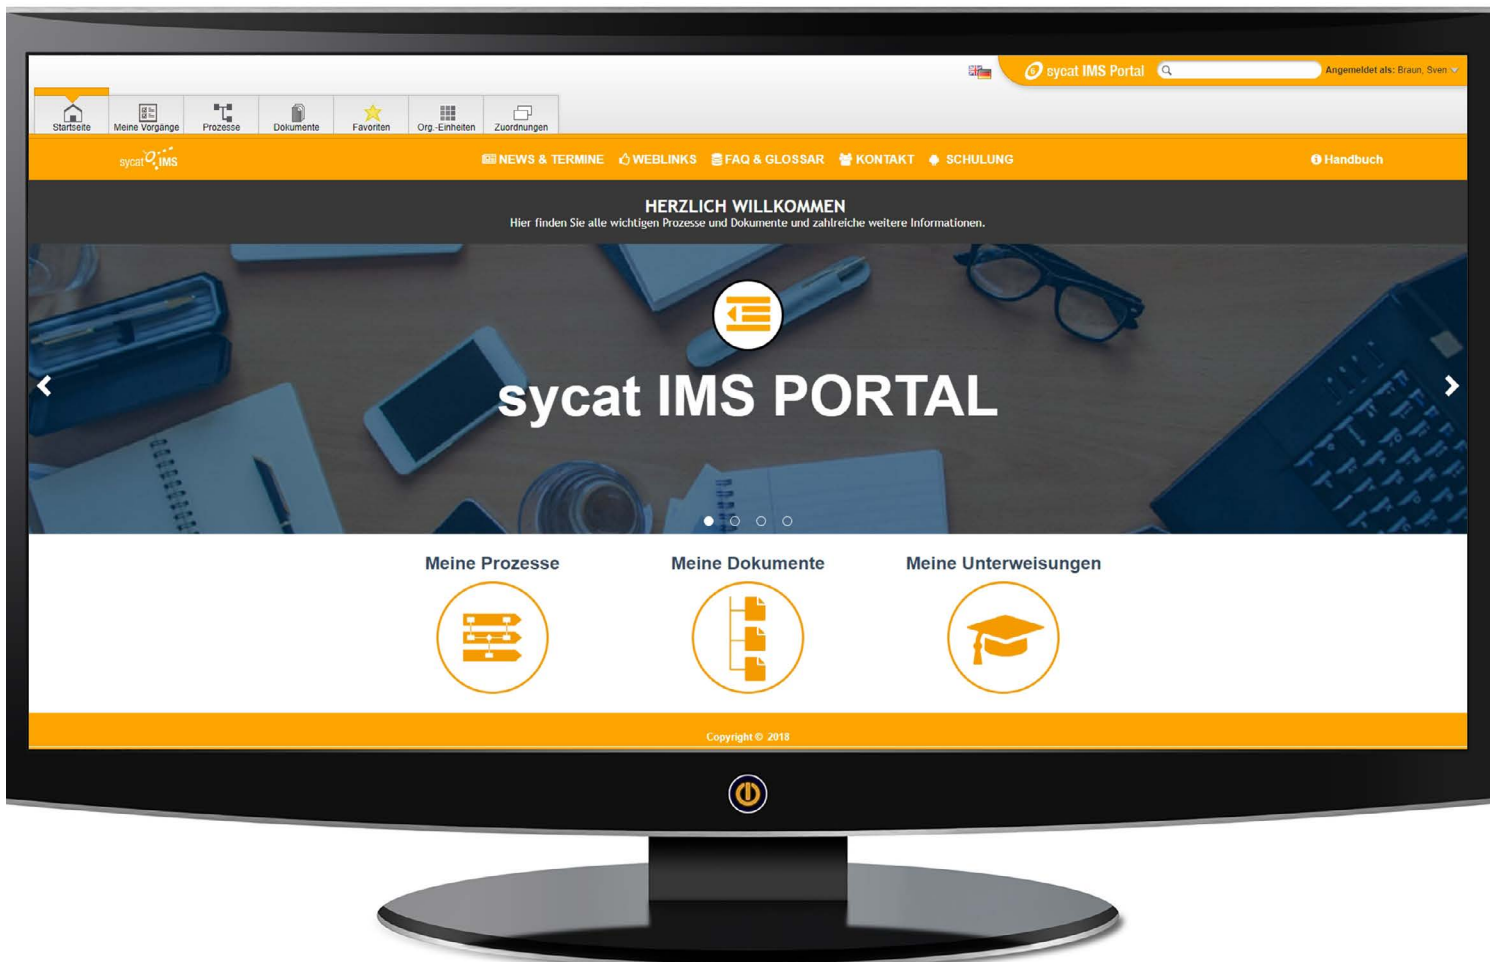 sycat IMS Portal
Angemeldet als: Braun, Sven
Startseite
Meine Vorgänge
Prozesse
Dokumente
Favoriten
Org.-Einheiten
Zuordnungen
sycat IMS
NEWS & TERMINE
WEBLINKS
FAQ & GLOSSAR
KONTAKT
SCHULUNG
Handbuch
HERZLICH WILLKOMMEN
Hier finden Sie alle wichtigen Prozesse und Dokumente und zahlreiche weitere Informationen.
sycat IMS PORTAL
Meine Prozesse
Meine Dokumente
Meine Unterweisungen
Copyright © 2018